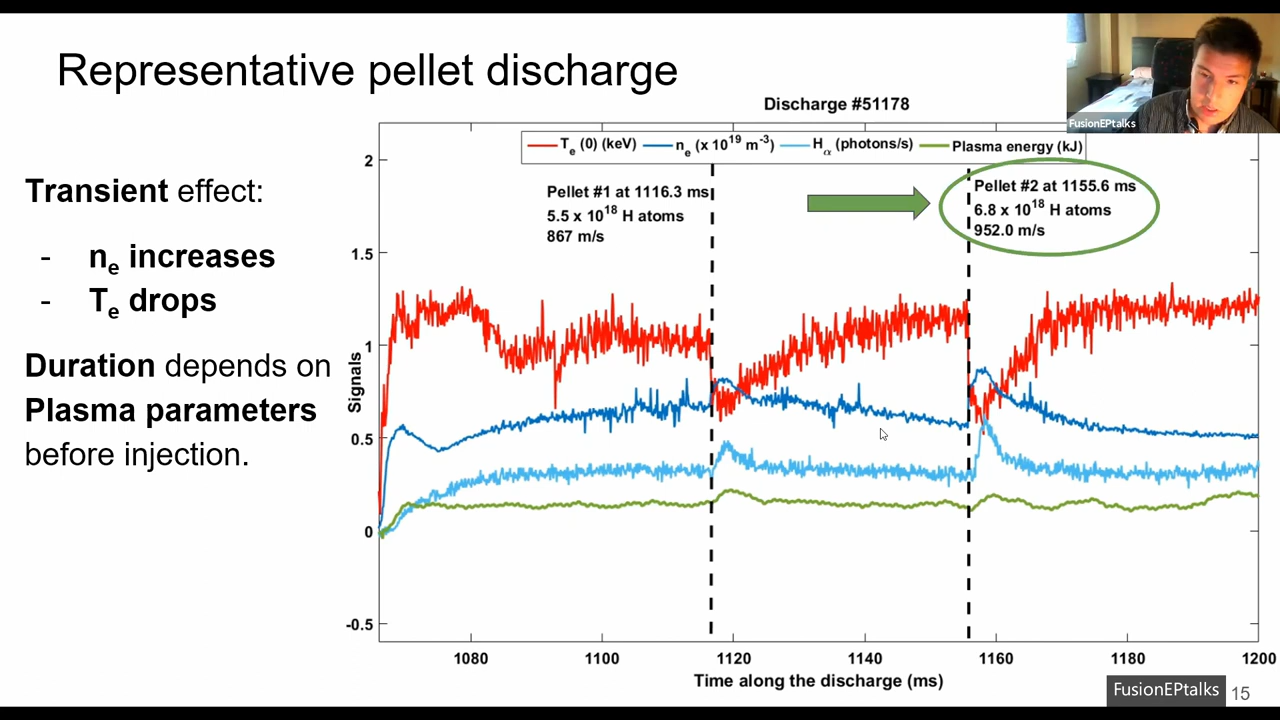 Representative pellet discharge
FusionEPtalks
Discharge #51178
Tₑ (0) (keV) nₑ (x 10¹⁹ m⁻³) Hα (photons/s) Plasma energy (kJ)
Transient effect:
- nₑ increases
- Tₑ drops
Duration depends on
Plasma parameters
before injection.
Pellet #1 at 1116.3 ms
5.5 x 10¹⁸ H atoms
867 m/s
Pellet #2 at 1155.6 ms
6.8 x 10¹⁸ H atoms
952.0 m/s
Signals
2
1.5
1
0.5
0
-0.5
1080 1100 1120 1140 1160 1180 1200
Time along the discharge (ms)
FusionEPtalks
15